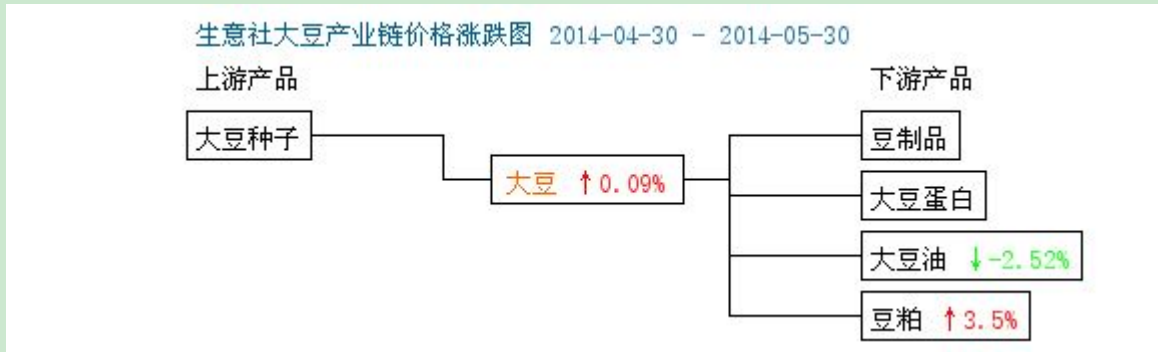 生意社大豆产业链价格涨跌图 2014-04-30 - 2014-05-30
上游产品
下游产品
大豆种子
豆制品
大豆 ↑0.09%
大豆蛋白
大豆油 ↓-2.52%
豆粕 ↑3.5%